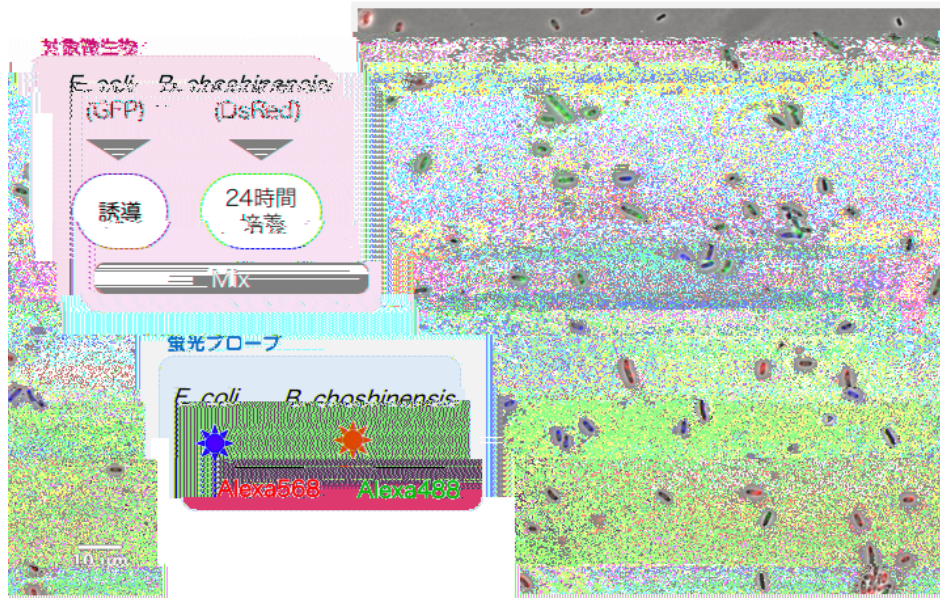 対象微生物
E. coli B. choshinensis
(GFP) (DsRed)
誘導
24時間
培養
Mix
蛍光プローブ
E. coli B. choshinensis
Alexa568 Alexa488
10 µm